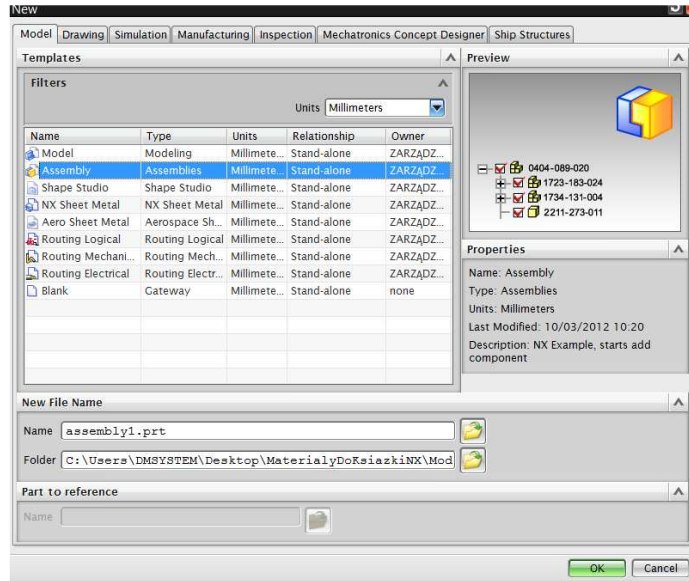 New
Model Drawing Simulation Manufacturing Inspection Mechatronics Concept Designer Ship Structures
Templates
Filters
Units Millimeters
Name Type Units Relationship Owner
Model Modeling Millimete... Stand-alone ZARZĄDZ...
Assembly Assemblies Millimete... Stand-alone ZARZĄDZ...
Shape Studio Shape Studio Millimete... Stand-alone ZARZĄDZ...
NX Sheet Metal NX Sheet Metal Millimete... Stand-alone ZARZĄDZ...
Aero Sheet Metal Aerospace Sh... Millimete... Stand-alone ZARZĄDZ...
Routing Logical Routing Logical Millimete... Stand-alone ZARZĄDZ...
Routing Mechani... Routing Mech... Millimete... Stand-alone ZARZĄDZ...
Routing Electrical Routing Electr... Millimete... Stand-alone ZARZĄDZ...
Blank Gateway Millimete... Stand-alone none
Preview
0404-089-020
1723-183-024
1734-131-004
2211-273-011
Properties
Name: Assembly
Type: Assemblies
Units: Millimeters
Last Modified: 10/03/2012 10:20
Description: NX Example, starts add
component
New File Name
Name assembly1.prt
Folder C:\Users\DMSYSTEM\Desktop\MaterialyDoKsiazkiNX\Mod
Part to reference
Name
OK Cancel